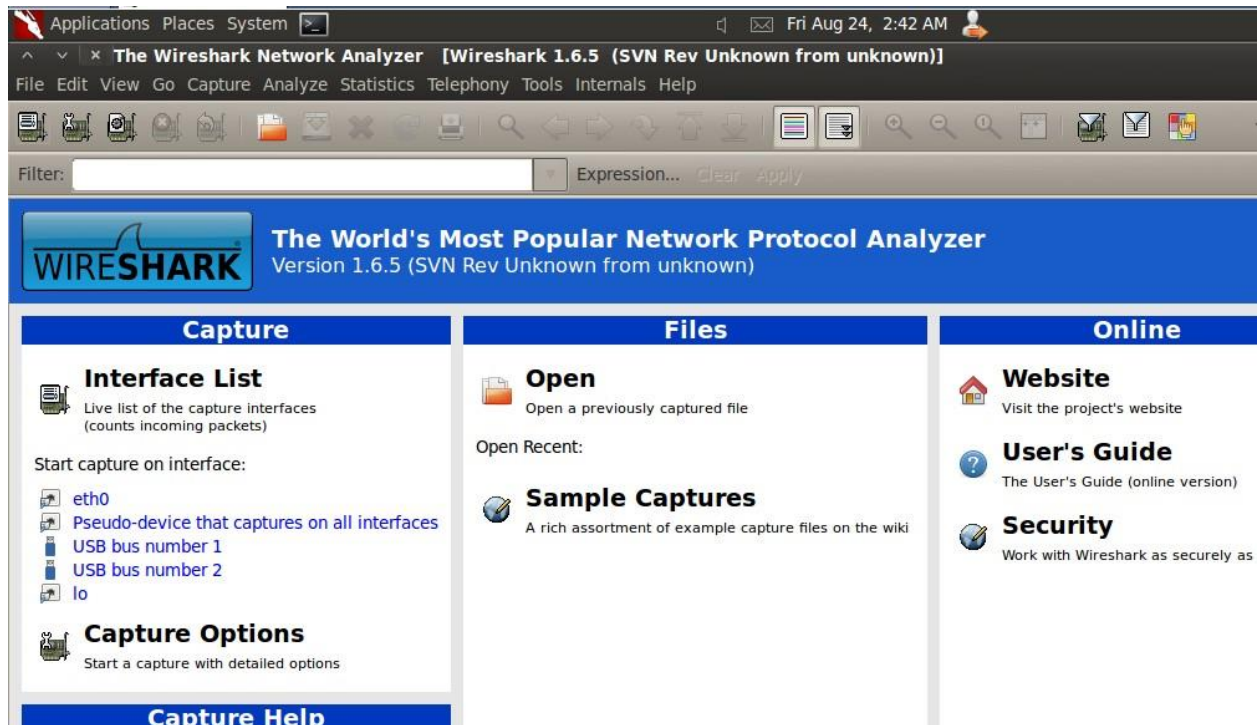 Applications Places System Fri Aug 24, 2:42 AM
The Wireshark Network Analyzer [Wireshark 1.6.5 (SVN Rev Unknown from unknown)]
File Edit View Go Capture Analyze Statistics Telephony Tools Internals Help
Filter: Expression... Clear Apply
WIRESHARK
The World's Most Popular Network Protocol Analyzer
Version 1.6.5 (SVN Rev Unknown from unknown)
Capture
Interface List
Live list of the capture interfaces
(counts incoming packets)
Start capture on interface:
eth0
Pseudo-device that captures on all interfaces
USB bus number 1
USB bus number 2
lo
Capture Options
Start a capture with detailed options
Capture Help
Files
Open
Open a previously captured file
Open Recent:
Sample Captures
A rich assortment of example capture files on the wiki
Online
Website
Visit the project's website
User's Guide
The User's Guide (online version)
Security
Work with Wireshark as securely as